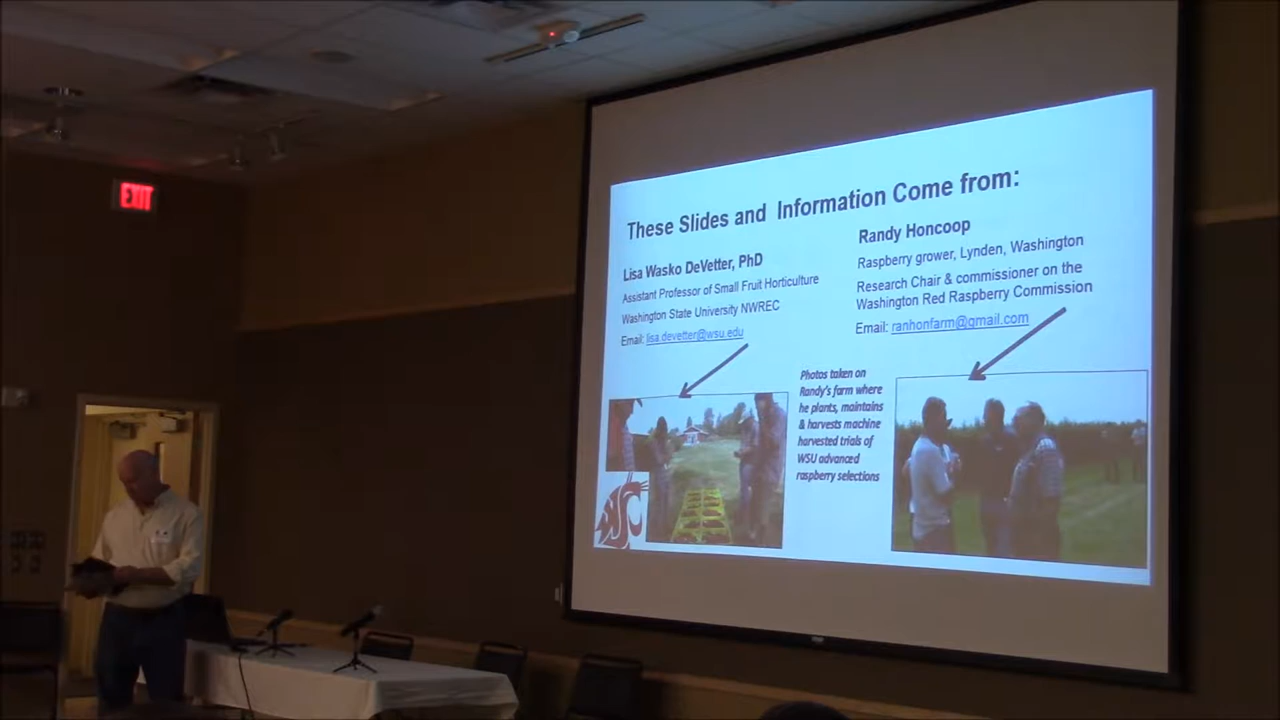 EXIT
These Slides and Information Come from:
Lisa Wasko DeVetter, PhD
Assistant Professor of Small Fruit Horticulture
Washington State University NWREC
Email: lisa.devetter@wsu.edu
Randy Honcoop
Raspberry grower, Lynden, Washington
Research Chair & commissioner on the
Washington Red Raspberry Commission
Email: ranhonfarm@gmail.com
Photos taken on
Randy's farm where
he plants, maintains
& harvests machine
harvested trials of
WSU advanced
raspberry selections
WSU